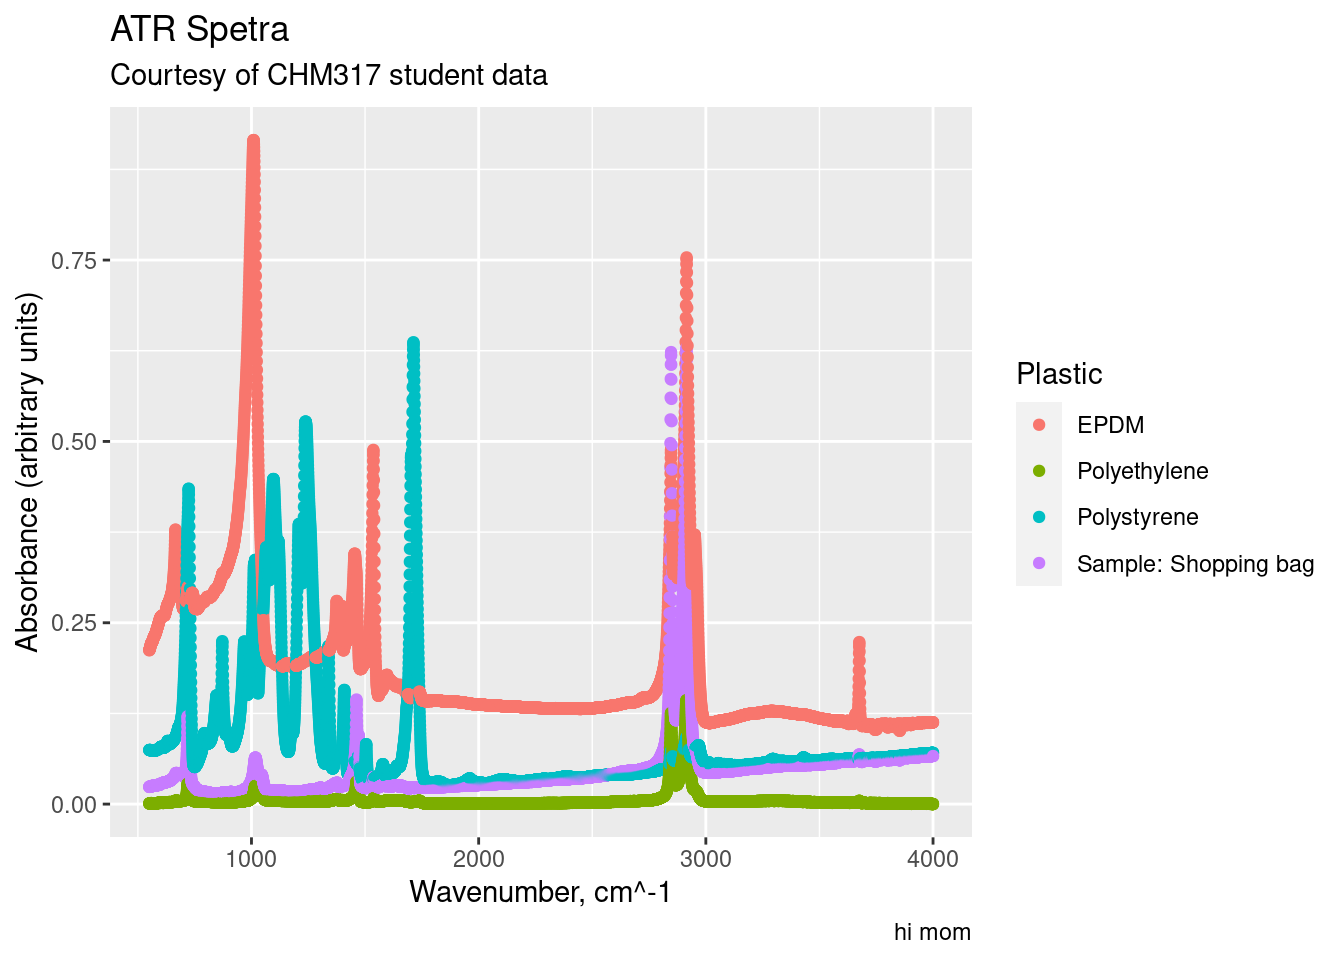 ATR Spetra
Courtesy of CHM317 student data
Absorbance (arbitrary units)
0.75
0.50
0.25
0.00
1000 2000 3000 4000
Wavenumber, cm^-1
hi mom
Plastic
EPDM
Polyethylene
Polystyrene
Sample: Shopping bag